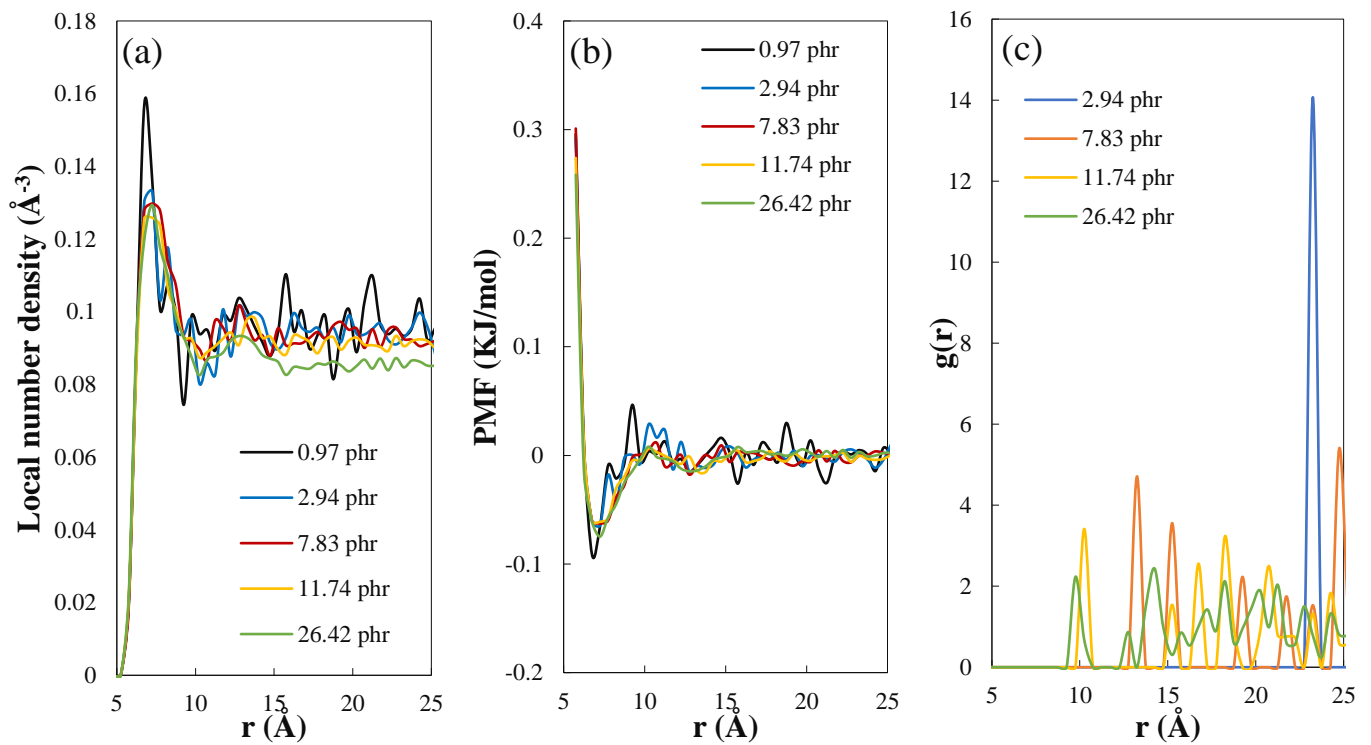 (a)
Local number density (Å-3)
0.18
0.16
0.14
0.12
0.1
0.08
0.06
0.04
0.02
0
0.97 phr
2.94 phr
7.83 phr
11.74 phr
26.42 phr
5
10
15
20
25
r (Å)
(b)
PMF (KJ/mol)
0.4
0.3
0.2
0.1
0
-0.1
-0.2
0.97 phr
2.94 phr
7.83 phr
11.74 phr
26.42 phr
5
10
15
20
25
r (Å)
(c)
g(r)
16
14
12
10
8
6
4
2
0
2.94 phr
7.83 phr
11.74 phr
26.42 phr
5
10
15
20
25
r (Å)